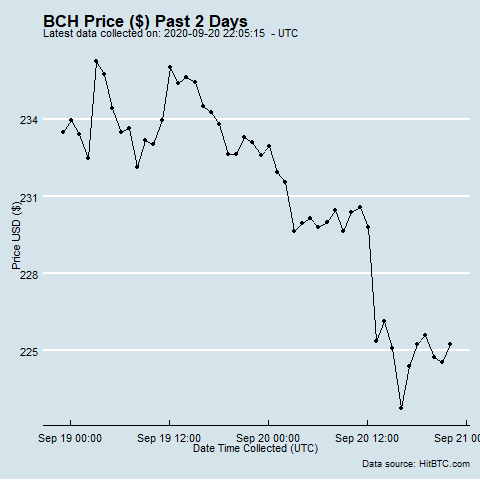 BCH Price ($) Past 2 Days
Latest data collected on: 2020-09-20 22:05:15 - UTC
Price USD ($)
234
231
228
225
Sep 19 00:00
Sep 19 12:00
Sep 20 00:00
Sep 20 12:00
Sep 21 00
Date Time Collected (UTC)
Data source: HitBTC.com